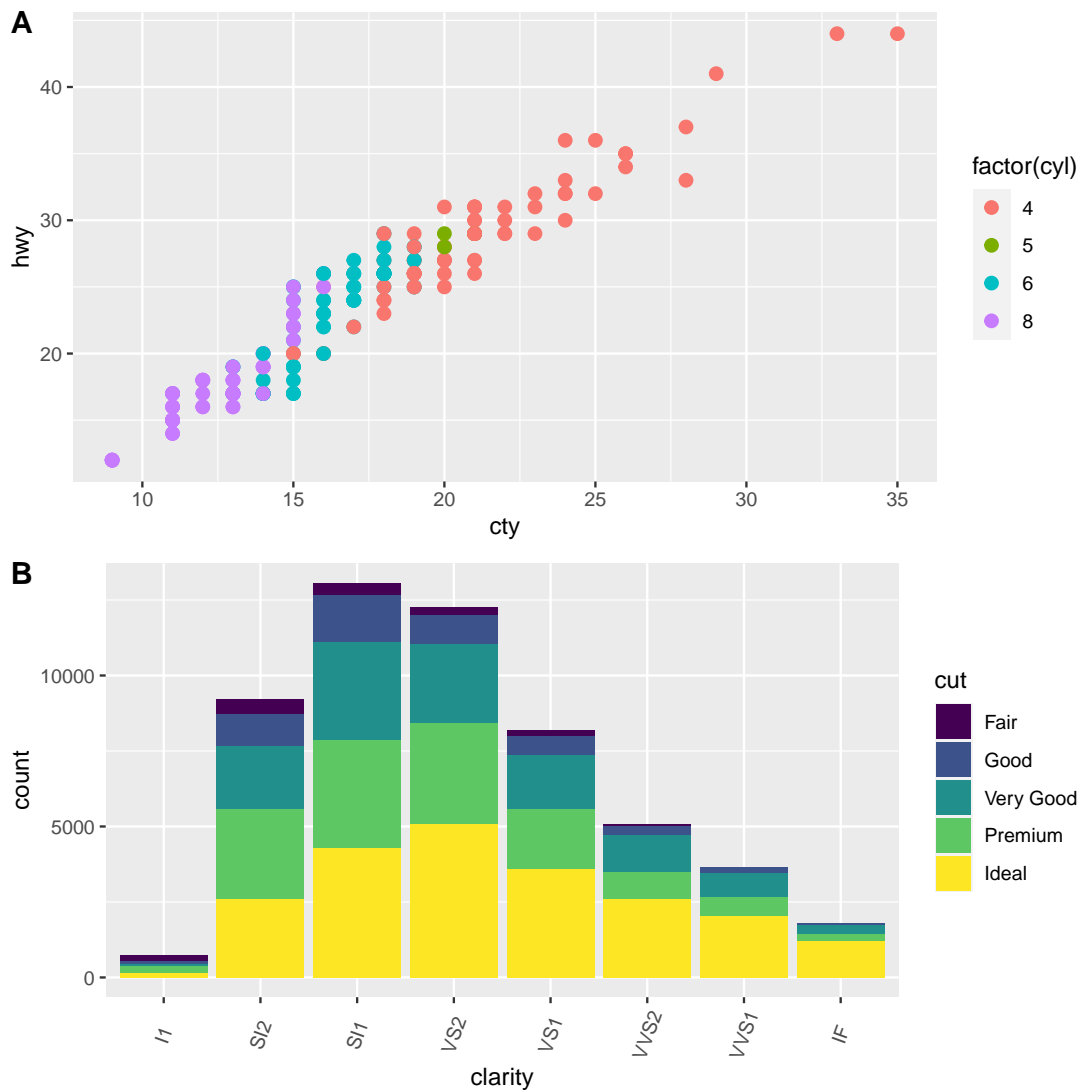 A
hwy
40
30
20
10 15 20 25 30 35
cty
factor(cyl)
4
5
6
8
B
count
10000
5000
0
I1 SI2 SI1 VS2 VS1 VVS2 VVS1 IF
clarity
cut
Fair
Good
Very Good
Premium
Ideal